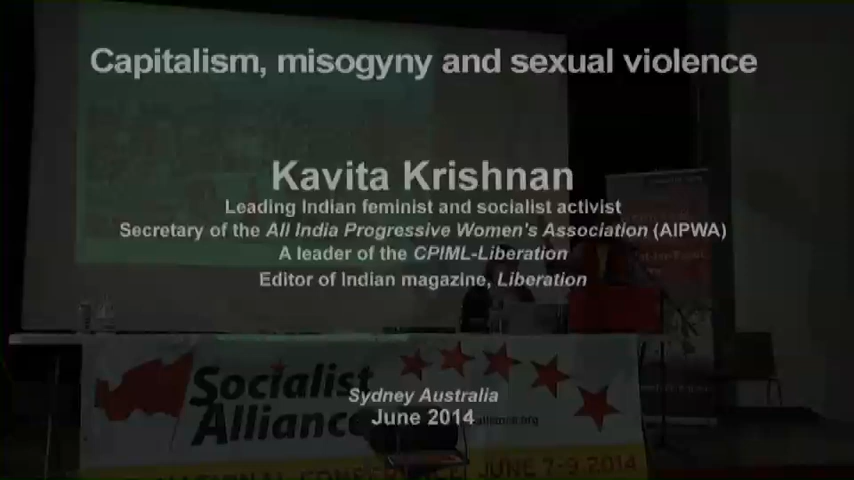 Capitalism, misogyny and sexual violence
Kavita Krishnan
Leading Indian feminist and socialist activist
Secretary of the All India Progressive Women's Association (AIPWA)
A leader of the CPIML-Liberation
Editor of Indian magazine, Liberation
Socialist
Alliance
Sydney Australia
June 2014
NATIONAL CONFERENCE JUNE 7-9, 2014